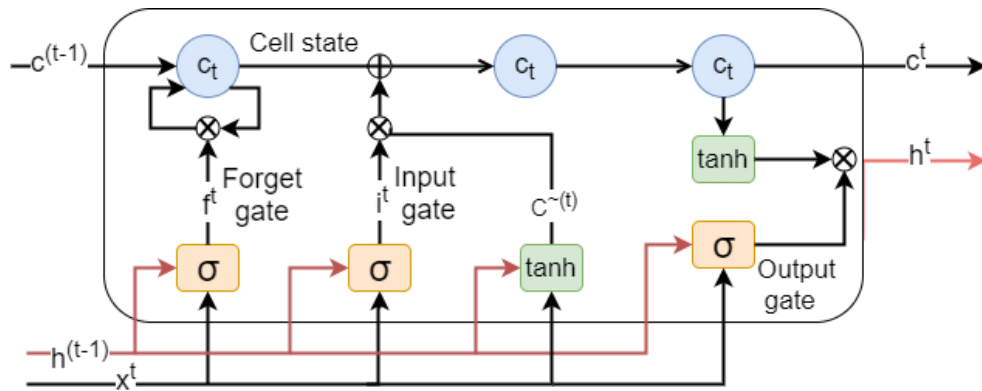 c(t-1)
ct
Cell state
ct
ct
ct
tanh
ht
Forget
gate
ft
Input
gate
it
C~(t)
σ
σ
tanh
σ
Output
gate
h(t-1)
xt